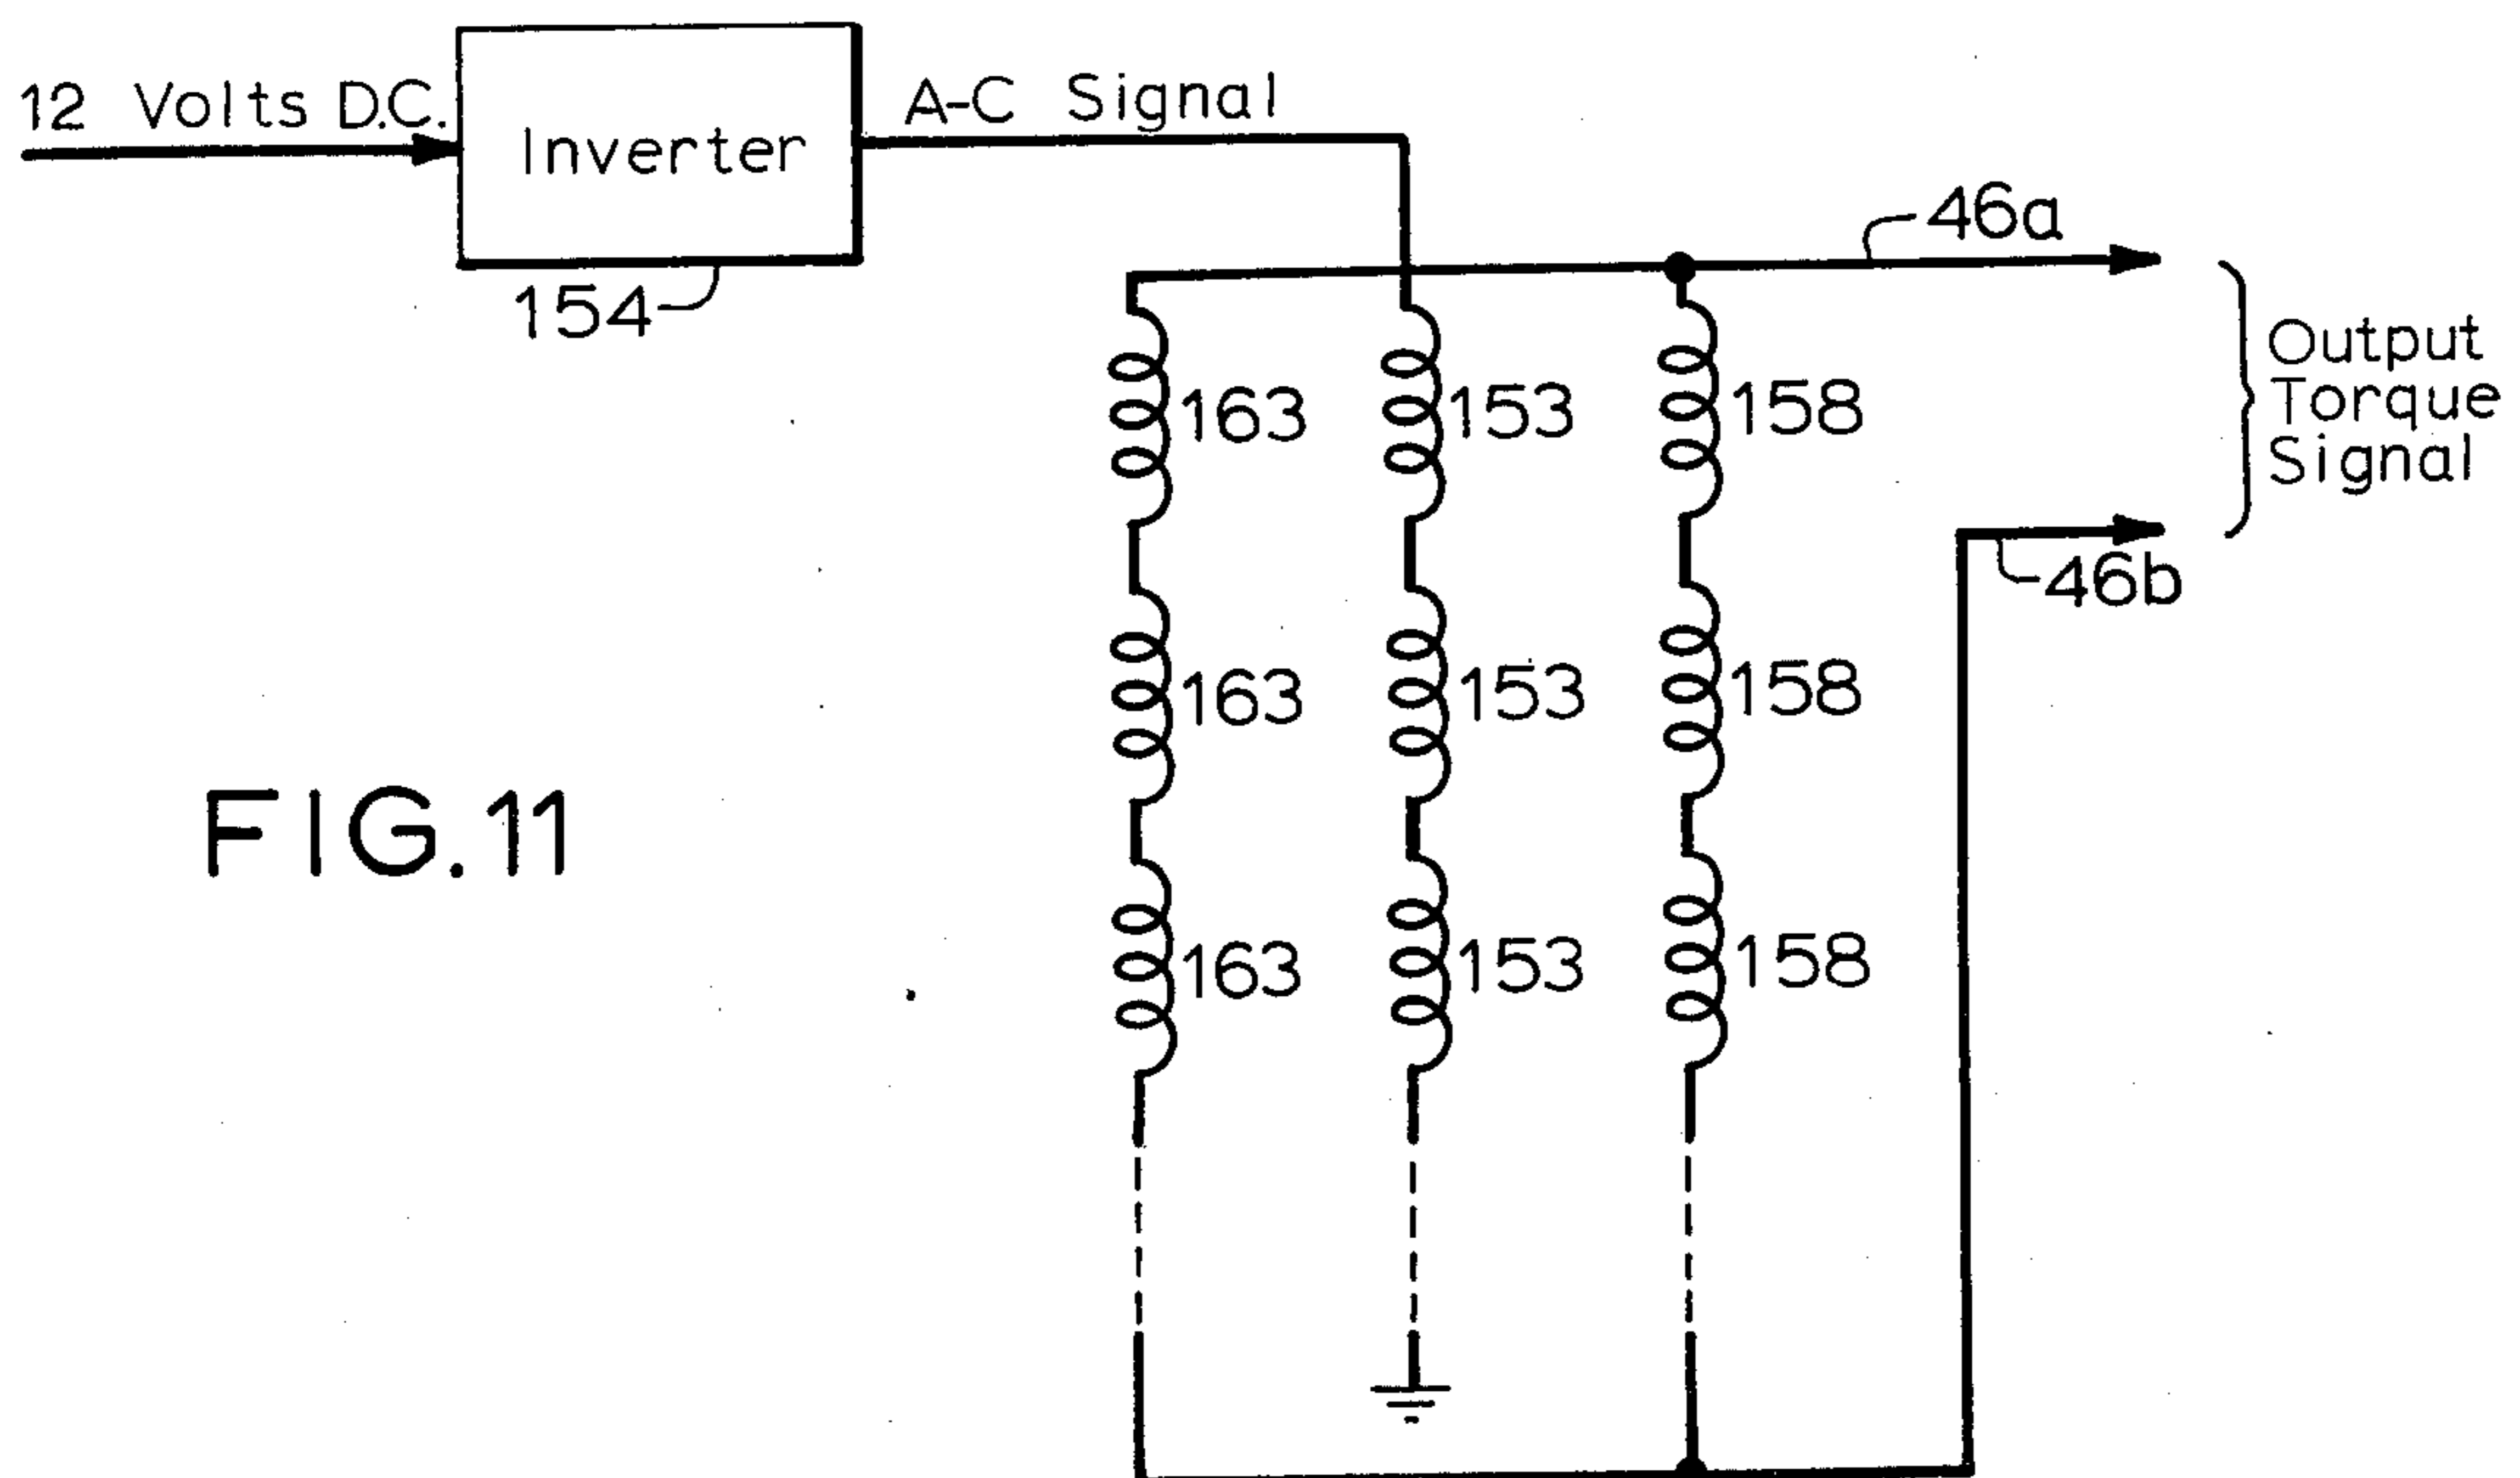 12 Volts D.C.
Inverter
A-C Signal
154
46a
Output
Torque
Signal
46b
163 153 158
163 153 158
163 153 158
FIG.11